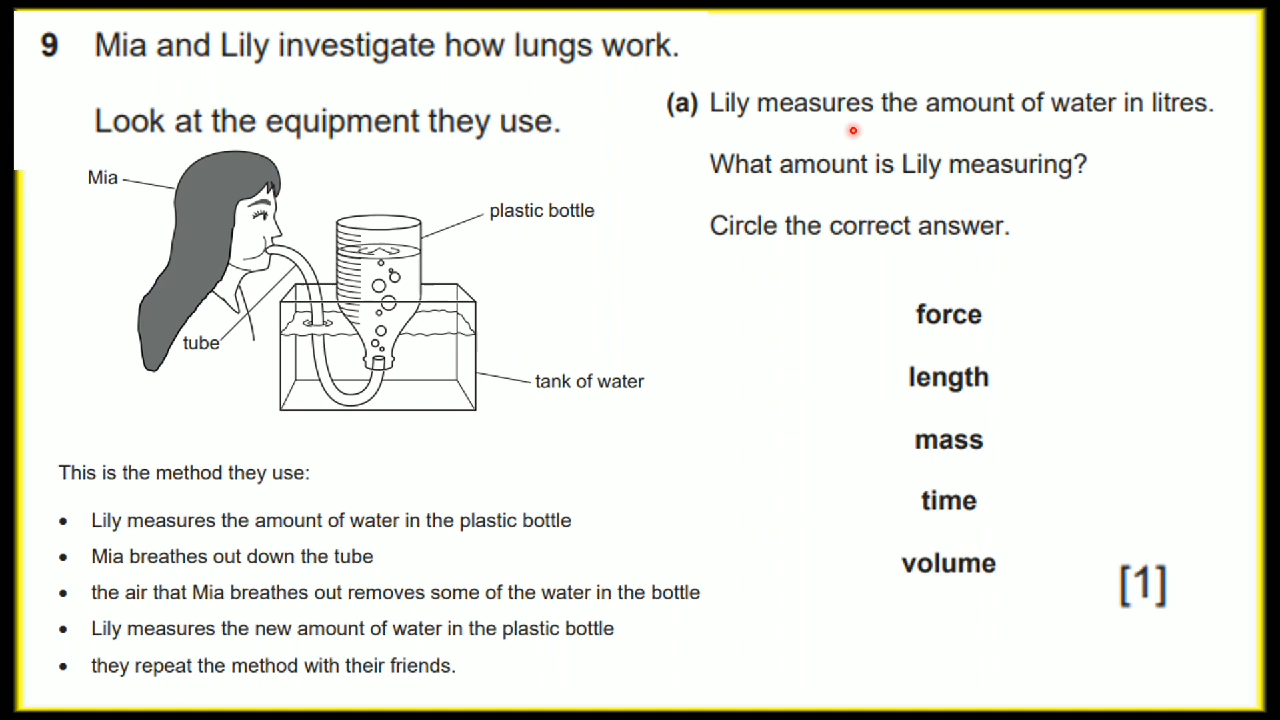 9 Mia and Lily investigate how lungs work.
Look at the equipment they use.
Mia
plastic bottle
tube
tank of water
This is the method they use:
• Lily measures the amount of water in the plastic bottle
• Mia breathes out down the tube
• the air that Mia breathes out removes some of the water in the bottle
• Lily measures the new amount of water in the plastic bottle
• they repeat the method with their friends.
(a) Lily measures the amount of water in litres.
What amount is Lily measuring?
Circle the correct answer.
force
length
mass
time
volume
[1]